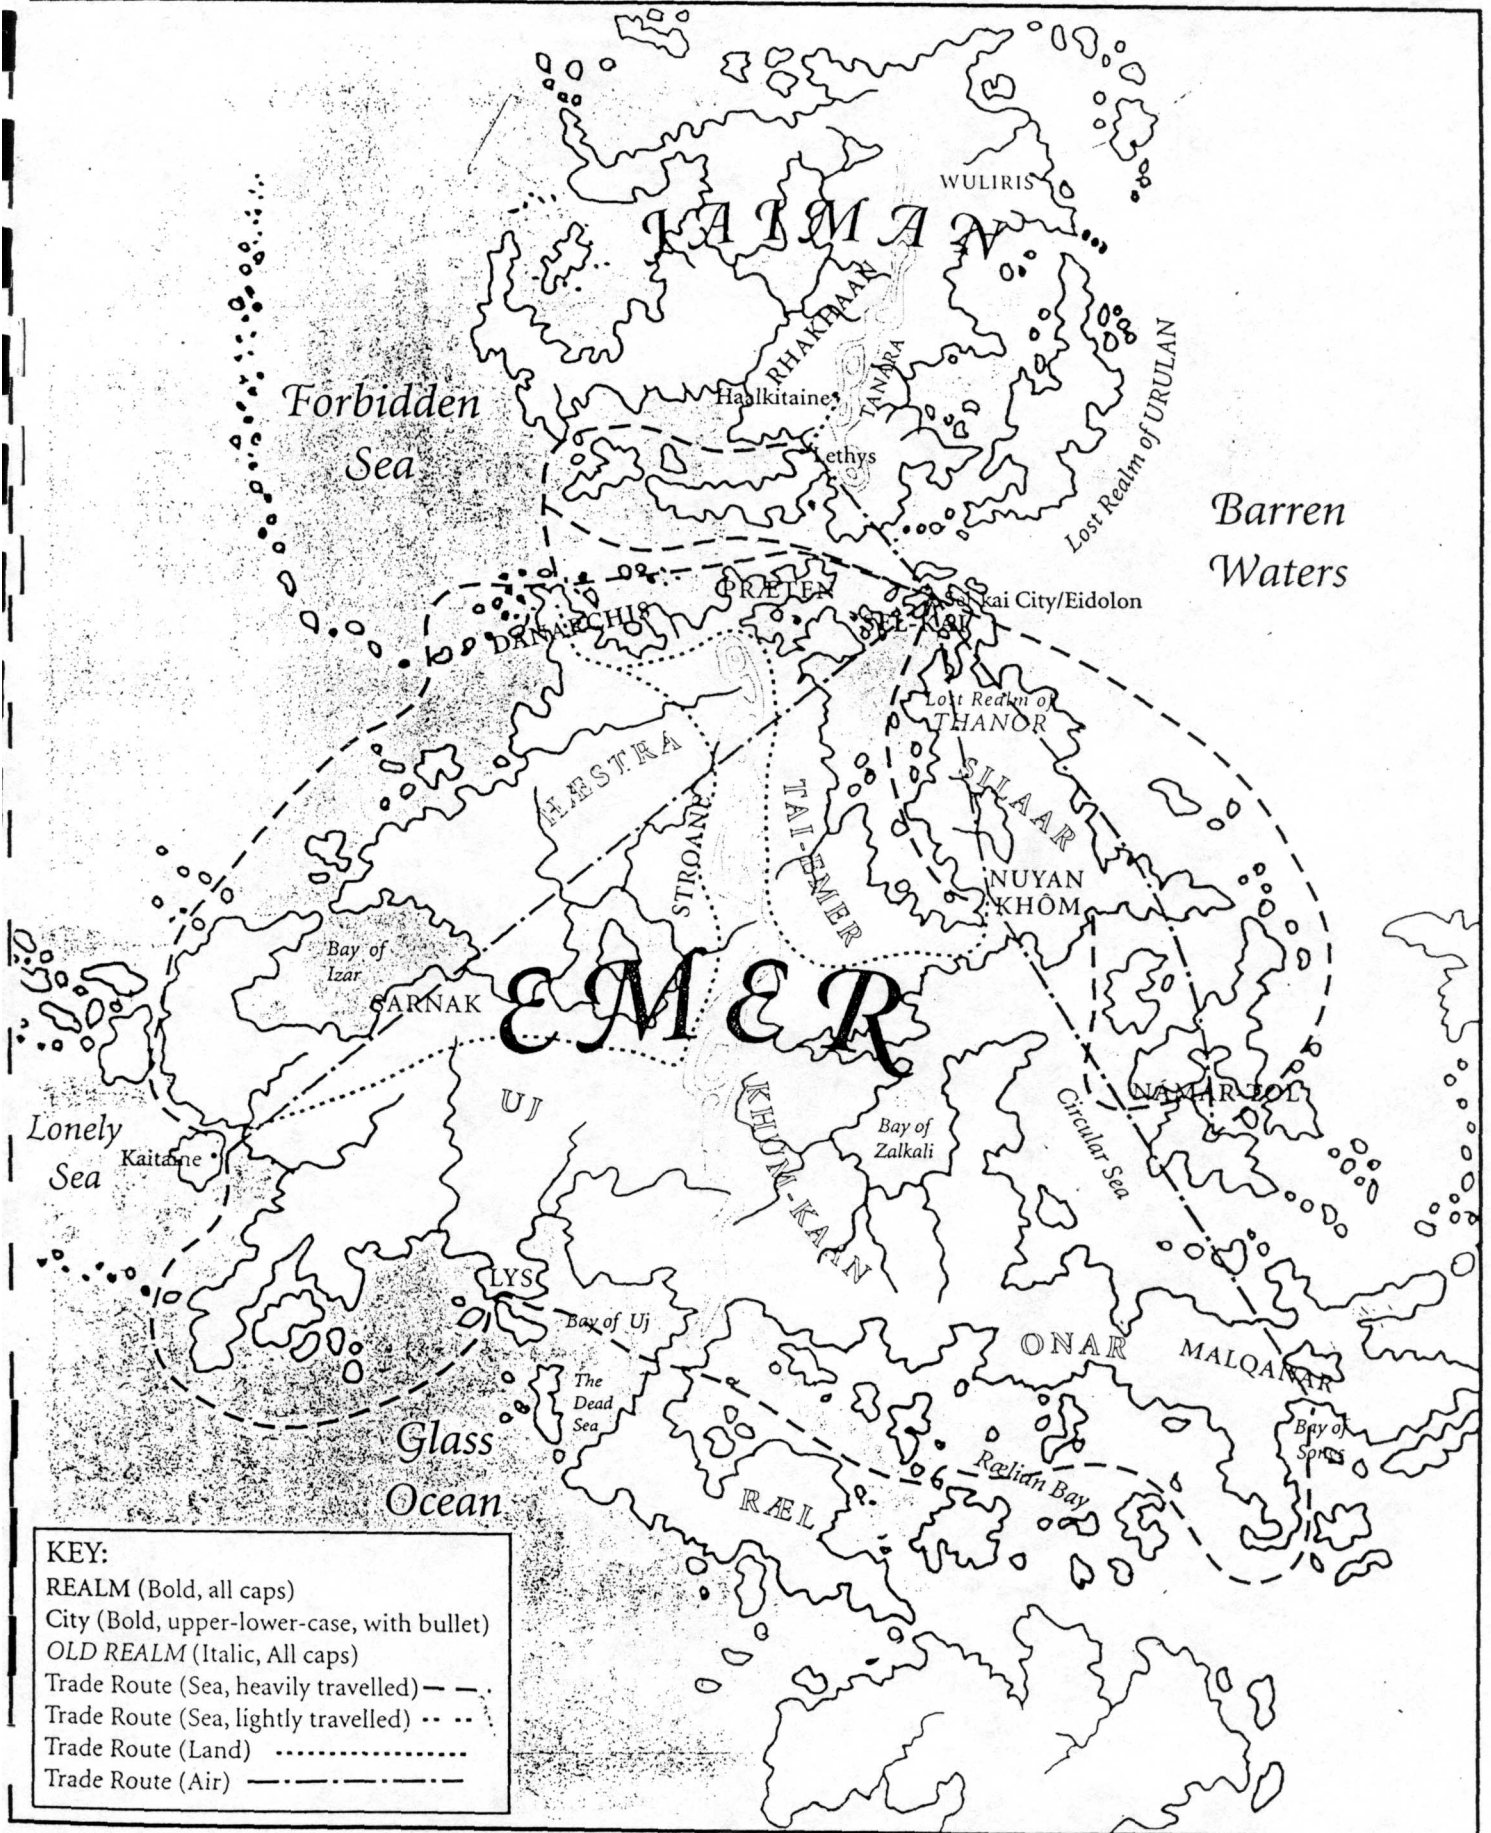 WULIRIS
JAIMAN
RHAKHAAN
TANARA
Haalkitaine
Lethys
Forbidden
Sea
Lost Realm of URULAN
Barren
Waters
PRÆTEN
DANARCHIS
Sel-kai City/Eidolon
SEL-KAI
Lost Realm of
THANOR
HÆSTRA
SILAAR
STROANE
TAI-EMER
NUYAN
KHÔM
Bay of
Izar
SARNAK
EMER
UJ
KHUM-KAAN
Bay of
Zalkali
Circular Sea
NAMAR-TOL
Lonely
Sea
Kaitaine
LYS
Bay of Uj
ONAR
MALQANAR
The
Dead
Sea
Bay of
Glass
Ocean
Rælian Bay
RÆL
KEY:
REALM (Bold, all caps)
City (Bold, upper-lower-case, with bullet)
OLD REALM (Italic, All caps)
Trade Route (Sea, heavily travelled)
Trade Route (Sea, lightly travelled)
Trade Route (Land)
Trade Route (Air)